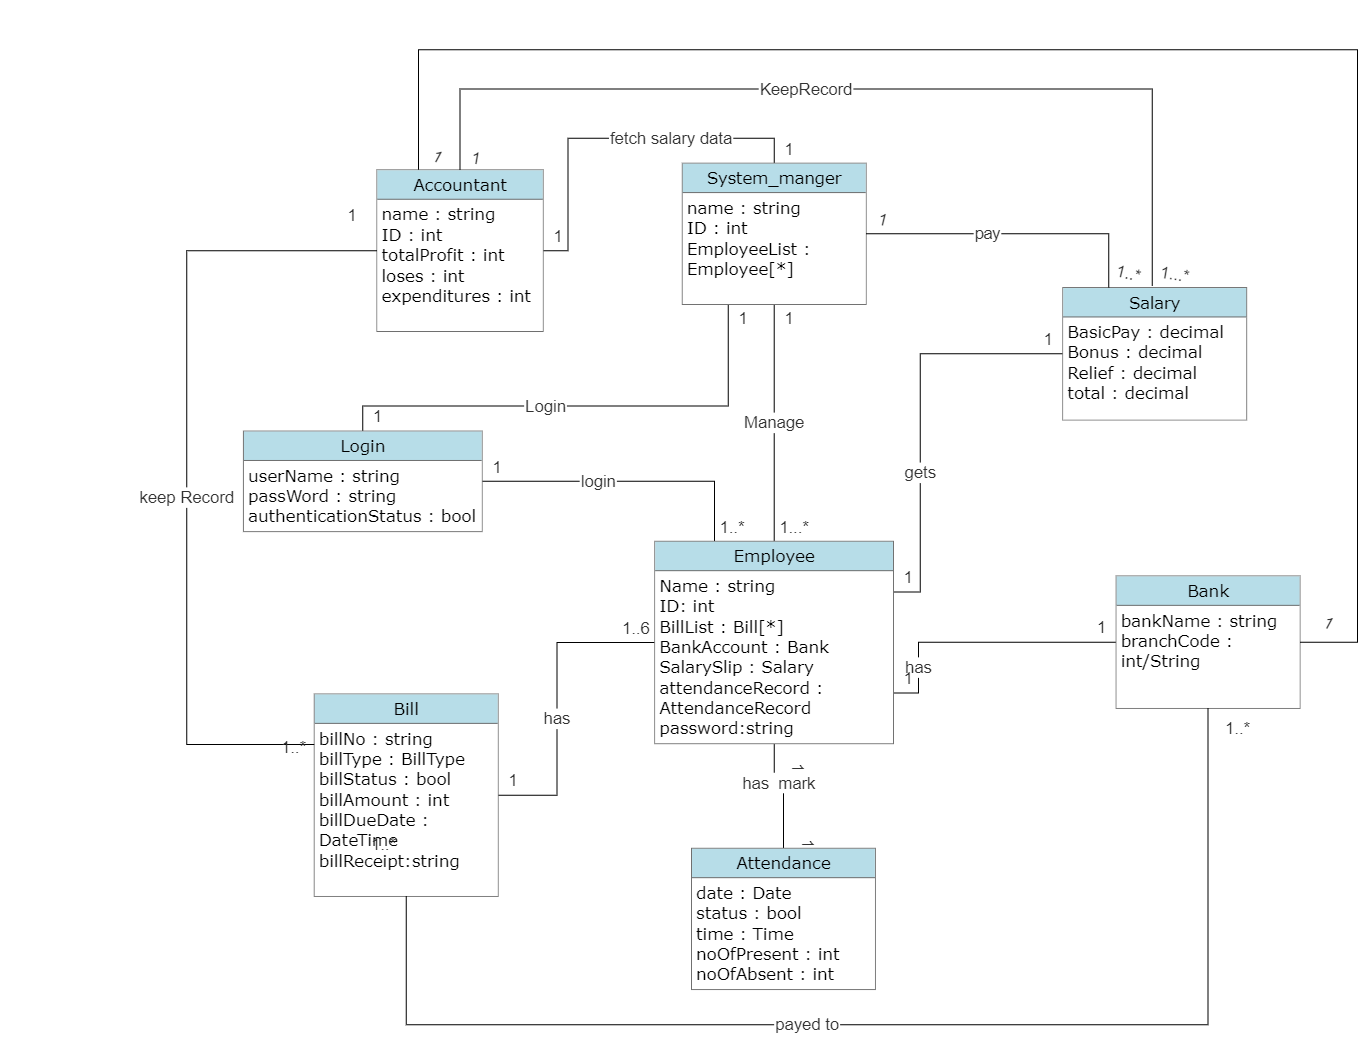 KeepRecord
fetch salary data
1
1
1
Accountant
name : string
ID : int
totalProfit : int
loses : int
expenditures : int
1
1
System_manger
name : string
ID : int
EmployeeList :
Employee[*]
1
pay
1..*
1...*
Salary
BasicPay : decimal
Bonus : decimal
Relief : decimal
total : decimal
1
1
1
Login
1
Manage
gets
Login
userName : string
passWord : string
authenticationStatus : bool
1
login
keep Record
1..*
1...*
Employee
Name : string
ID: int
BillList : Bill[*]
BankAccount : Bank
SalarySlip : Salary
attendanceRecord :
AttendanceRecord
password:string
1
1..6
has
1
1
Bank
bankName : string
branchCode :
int/String
1
1..*
has
1
1..*
Bill
billNo : string
billType : BillType
billStatus : bool
billAmount : int
billDueDate :
DateTime
1..*
billReceipt:string
1
has mark
1
Attendance
date : Date
status : bool
time : Time
noOfPresent : int
noOfAbsent : int
payed to